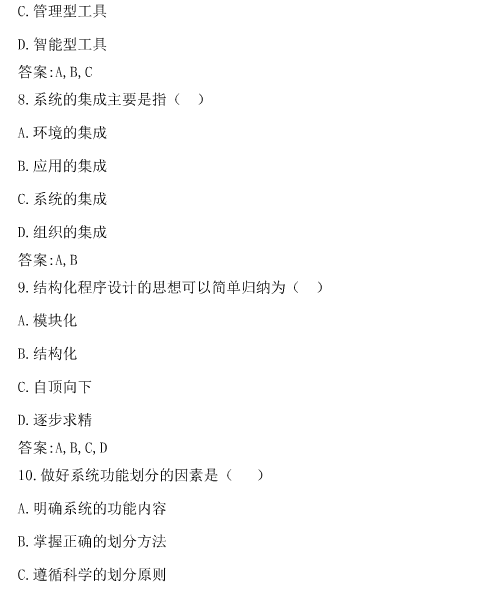 C.管理型工具
D.智能型工具
答案:A,B,C
8.系统的集成主要是指（ ）
A.环境的集成
B.应用的集成
C.系统的集成
D.组织的集成
答案:A,B
9.结构化程序设计的思想可以简单归纳为（ ）
A.模块化
B.结构化
C.自顶向下
D.逐步求精
答案:A,B,C,D
10.做好系统功能划分的因素是（ ）
A.明确系统的功能内容
B.掌握正确的划分方法
C.遵循科学的划分原则